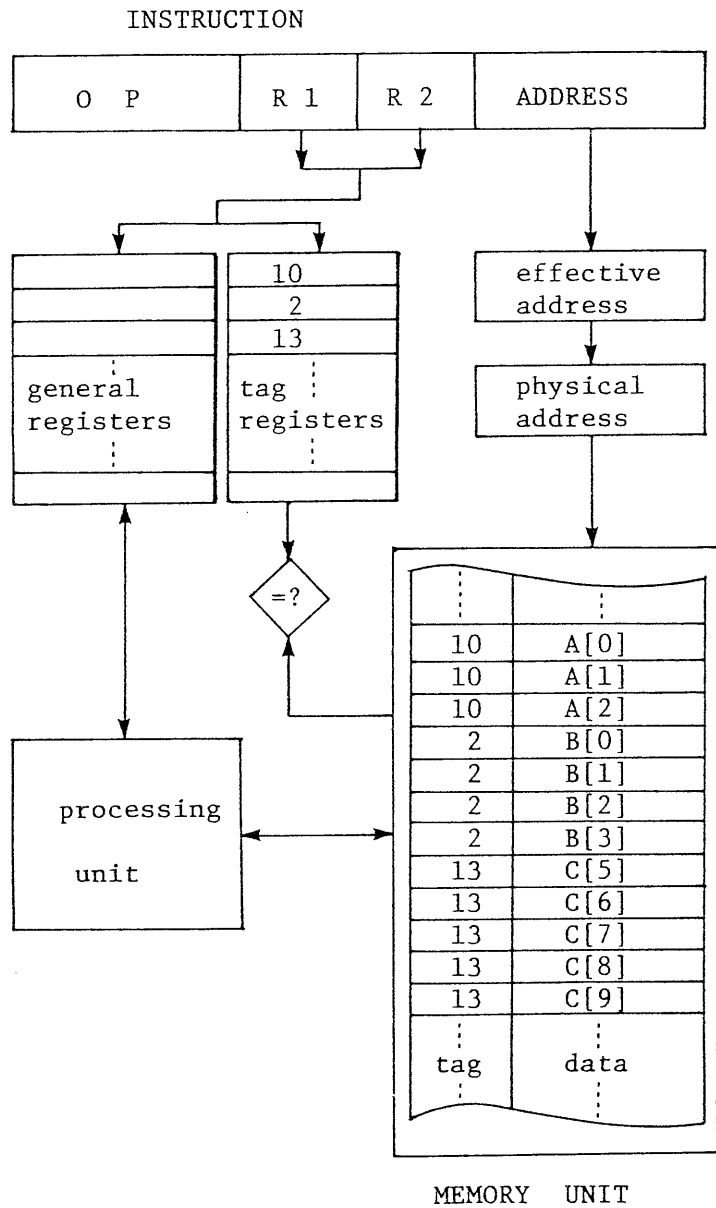 INSTRUCTION
O P R 1 R 2 ADDRESS
10
2
13
general
registers
tag
registers
effective
address
physical
address
=?
10 A[0]
10 A[1]
10 A[2]
2 B[0]
2 B[1]
2 B[2]
2 B[3]
13 C[5]
13 C[6]
13 C[7]
13 C[8]
13 C[9]
tag data
processing
unit
MEMORY UNIT